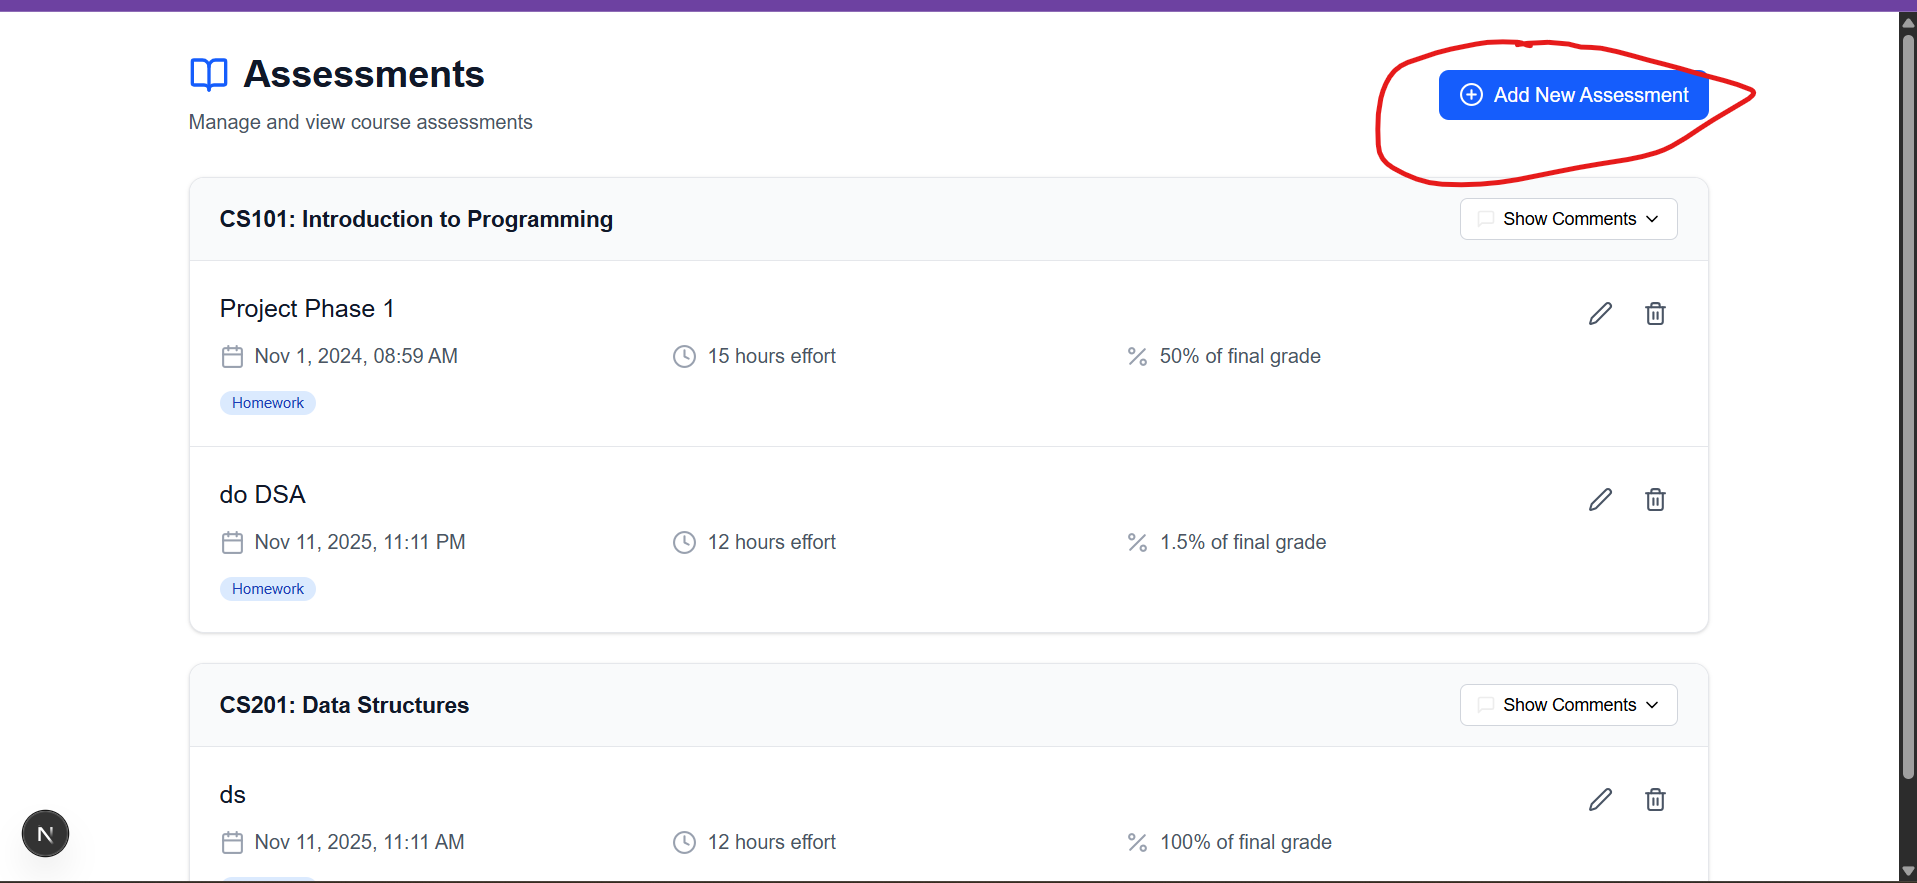 Assessments
Add New Assessment
Manage and view course assessments
CS101: Introduction to Programming
Show Comments
Project Phase 1
Nov 1, 2024, 08:59 AM
15 hours effort
50% of final grade
Homework
do DSA
Nov 11, 2025, 11:11 PM
12 hours effort
1.5% of final grade
Homework
CS201: Data Structures
Show Comments
ds
Nov 11, 2025, 11:11 AM
12 hours effort
100% of final grade
N